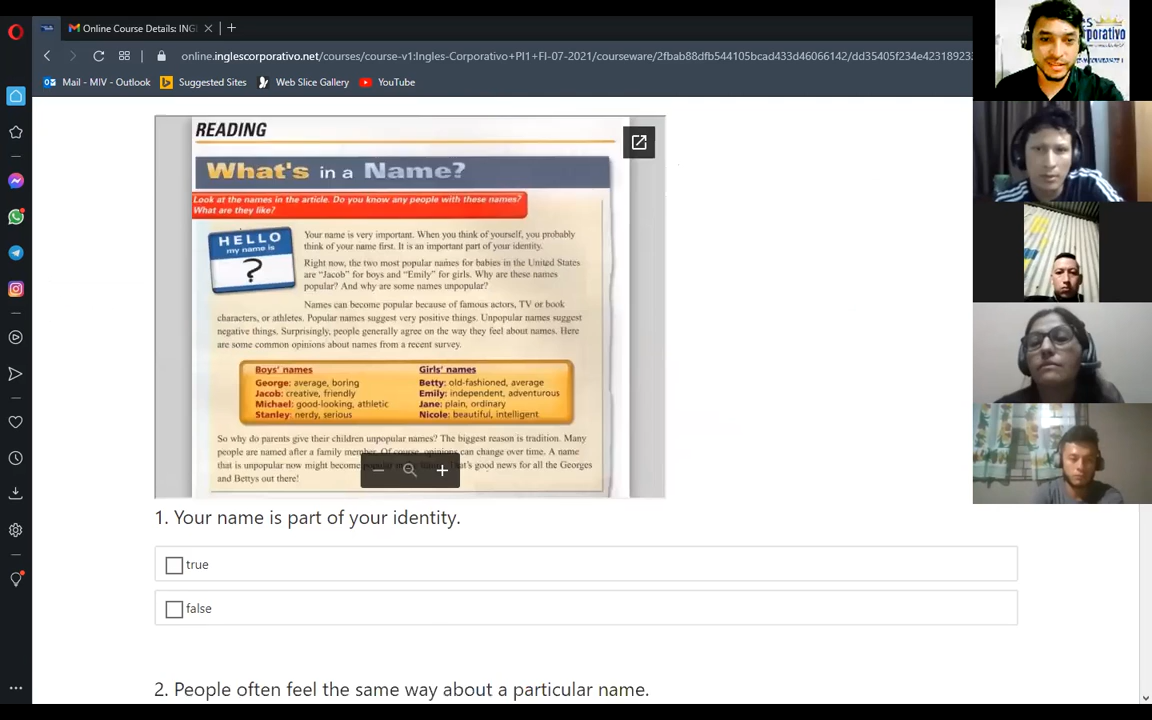 Online Course Details: ING
online.inglescorporativo.net/courses/course-v1:Ingles-Corporativo+PI1+FI-07-2021/courseware/2fbab88dfb544105bcad433d46066142/dd35405f234e42318923
Mail - MIV - Outlook
Suggested Sites
Web Slice Gallery
YouTube
READING
What's in a Name?
Look at the names in the article. Do you know any people with these names?
What are they like?
HELLO
my name is
?
Your name is very important. When you think of yourself, you probably
think of your name first. It is an important part of your identity.
Right now, the two most popular names for babies in the United States
are "Jacob" for boys and "Emily" for girls. Why are these names
popular? And why are some names unpopular?
Names can become popular because of famous actors, TV or book
characters, or athletes. Popular names suggest very positive things. Unpopular names suggest
negative things. Surprisingly, people generally agree on the way they feel about names. Here
are some common opinions about names from a recent survey.
Boys' names
George: average, boring
Jacob: creative, friendly
Michael: good-looking, athletic
Stanley: nerdy, serious
Girls' names
Betty: old-fashioned, average
Emily: independent, adventurous
Jane: plain, ordinary
Nicole: beautiful, intelligent
So why do parents give their children unpopular names? The biggest reason is tradition. Many
people are named after a family member. Of course, opinions can change over time. A name
that is unpopular now might become good news for all the Georges
and Bettys out there!
1. Your name is part of your identity.
true
false
2. People often feel the same way about a particular name.